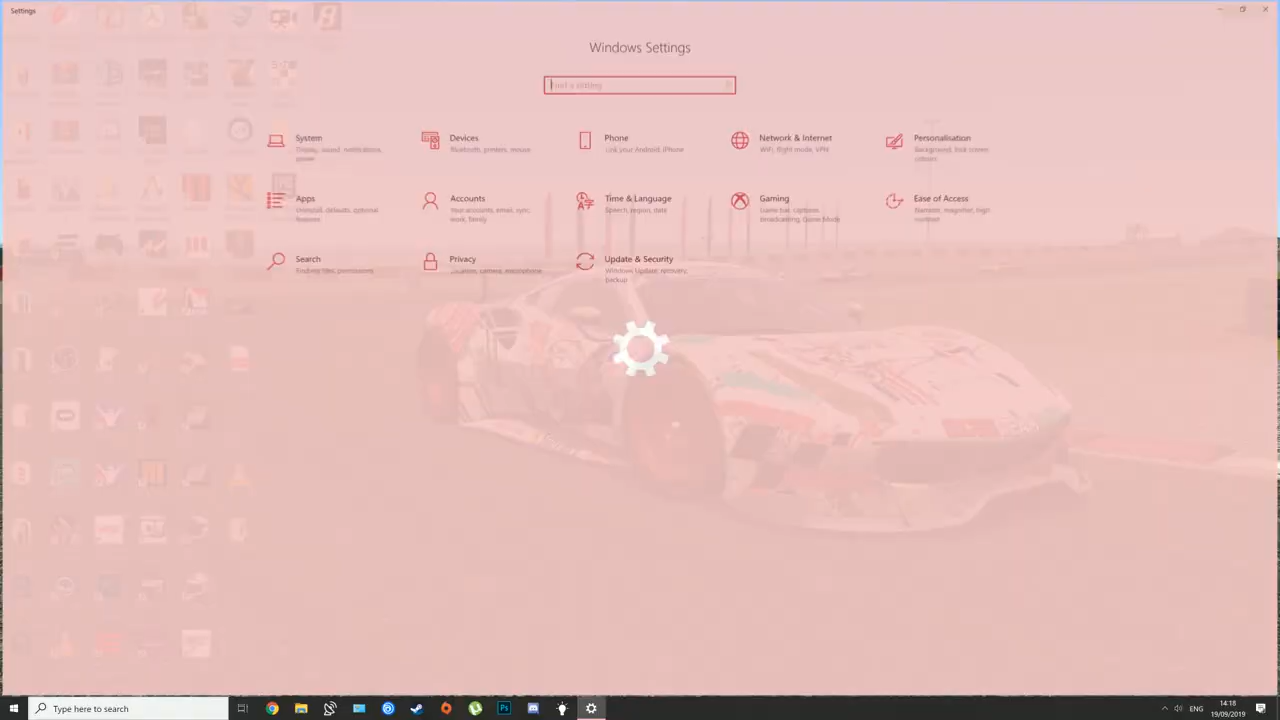 Settings
Windows Settings
Find a setting
System
Display, sound, notifications,
power
Devices
Bluetooth, printers, mouse
Phone
Link your Android, iPhone
Network & Internet
WiFi, flight mode, VPN
Personalisation
Background, lock screen
colours
Apps
Uninstall, defaults, optional
features
Accounts
Your accounts, email, sync,
work, family
Time & Language
Speech, region, date
Gaming
Game bar, captures
broadcasting, Game Mode
Ease of Access
Narrator, magnifier, high
contrast
Search
Finding files, permissions
Privacy
Location, camera, microphone
Update & Security
Windows Update, recovery,
backup
Type here to search
Ps
ENG
14:18
19/09/2019